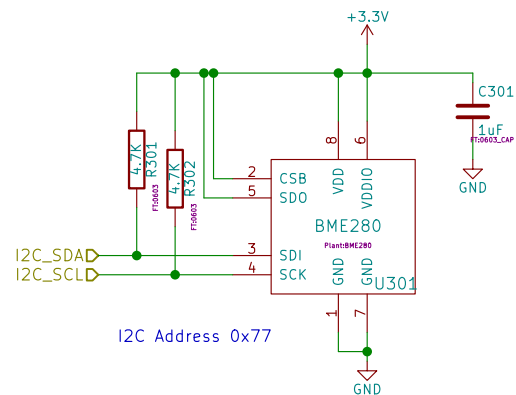 +3.3V
C301
1uF
FT:0603_CAP
GND
4.7K
R301
FT:0603
4.7K
R302
FT:0603
8
6
VDD
VDDIO
2
CSB
5
SDO
BME280
Plant:BME280
I2C_SDA
3
SDI
I2C_SCL
4
SCK
GND
GND
U301
1
7
I2C Address 0x77
GND